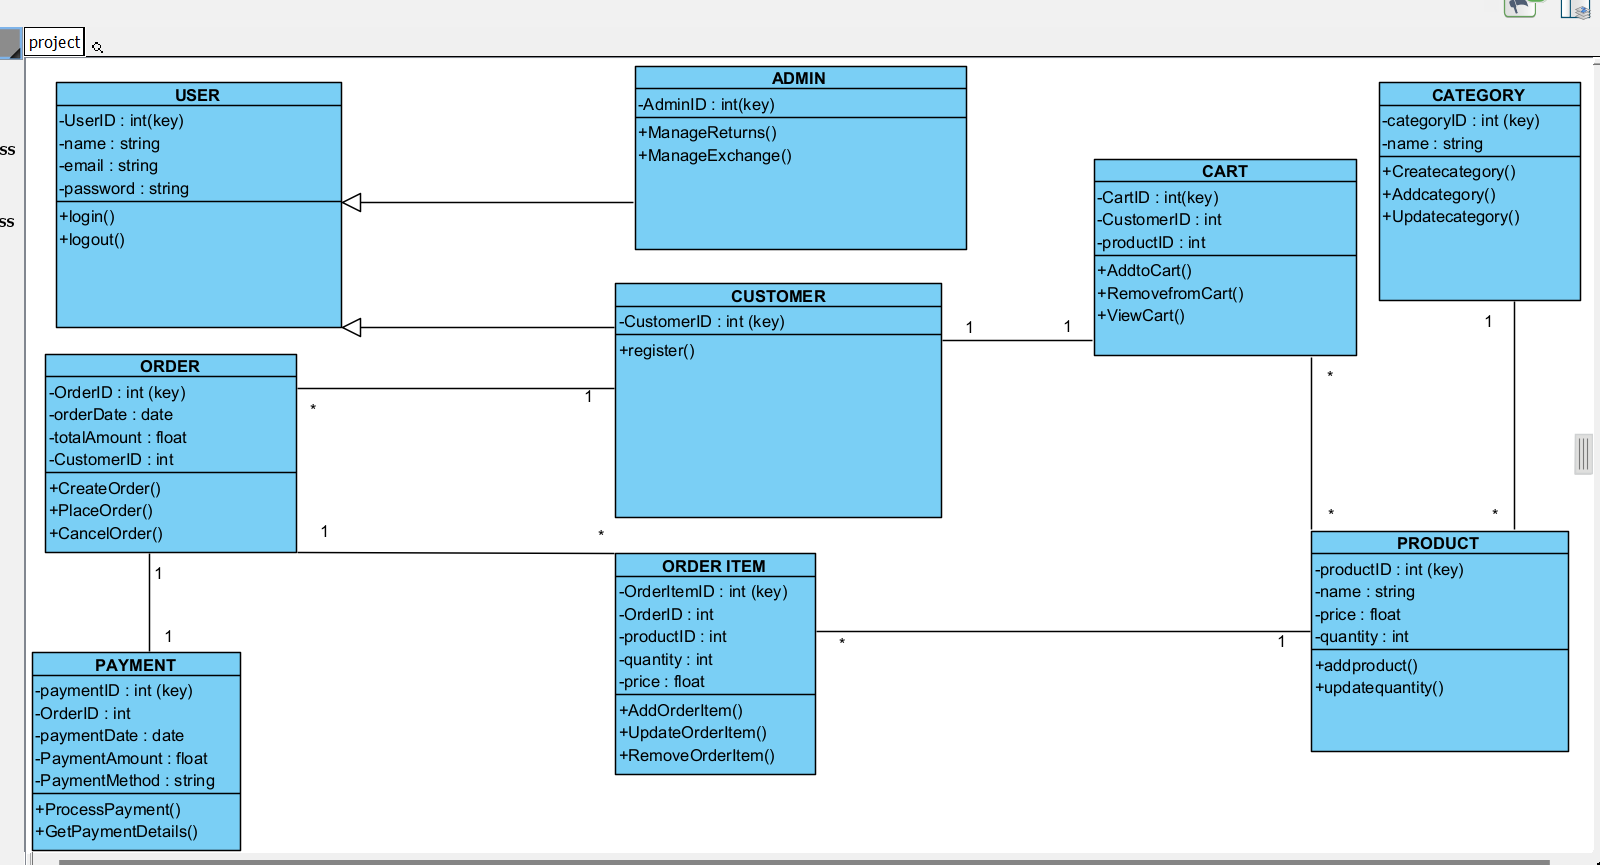 project
ss
ss
USER
-UserID : int(key)
-name : string
-email : string
-password : string
+login()
+logout()
ADMIN
-AdminID : int(key)
+ManageReturns()
+ManageExchange()
CATEGORY
-categoryID : int (key)
-name : string
+Createcategory()
+Addcategory()
+Updatecategory()
CART
-CartID : int(key)
-CustomerID : int
-productID : int
+AddtoCart()
+RemovefromCart()
+ViewCart()
CUSTOMER
-CustomerID : int (key)
+register()
1
1
1
*
*
*
ORDER
-OrderID : int (key)
-orderDate : date
-totalAmount : float
-CustomerID : int
+CreateOrder()
+PlaceOrder()
+CancelOrder()
*
1
1
*
ORDER ITEM
-OrderItemID : int (key)
-OrderID : int
-productID : int
-quantity : int
-price : float
+AddOrderItem()
+UpdateOrderItem()
+RemoveOrderItem()
*
1
PRODUCT
-productID : int (key)
-name : string
-price : float
-quantity : int
+addproduct()
+updatequantity()
1
1
PAYMENT
-paymentID : int (key)
-OrderID : int
-paymentDate : date
-PaymentAmount : float
-PaymentMethod : string
+ProcessPayment()
+GetPaymentDetails()